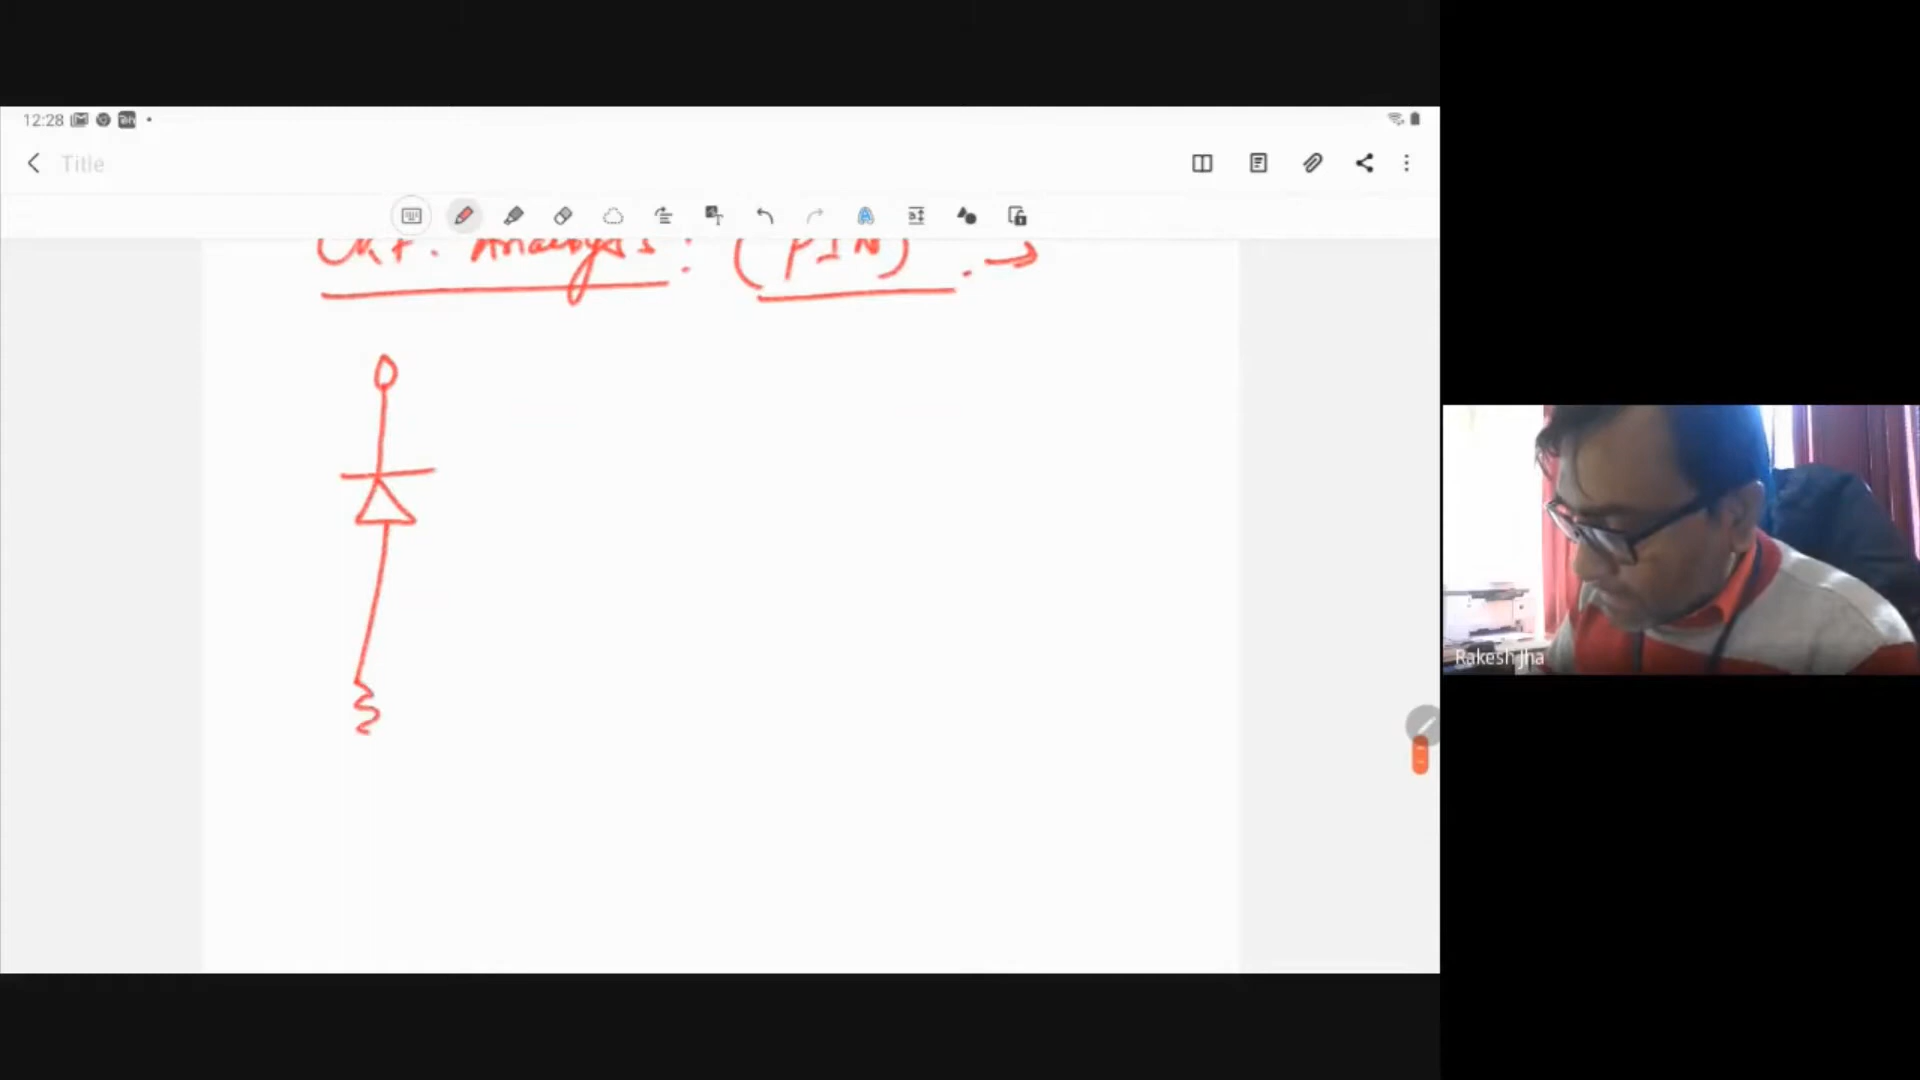 12:28
Title
Ckt. Analysis : (PIN). →
Rakesh Jha